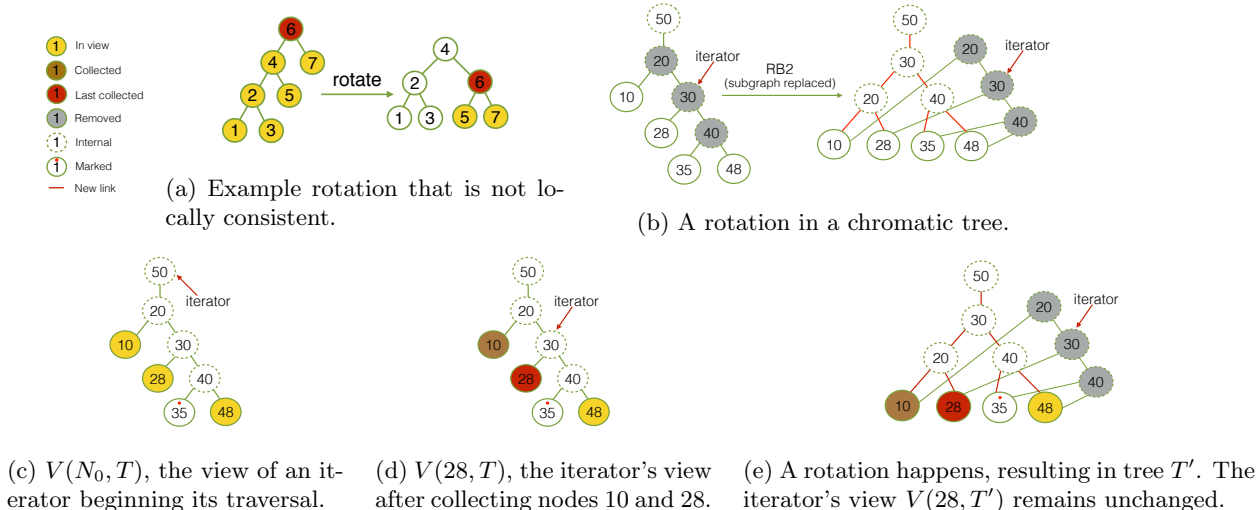 1 In view
1 Collected
1 Last collected
1 Removed
1 Internal
1 Marked
New link
6
4 7
2 5
1 3
rotate
4
2 6
1 3 5 7
(a) Example rotation that is not lo-
cally consistent.
50
20 iterator
10 30
28 40
35 48
RB2
(subgraph replaced)
50
20 iterator
30
30
20 40
40
10 28 35 48
(b) A rotation in a chromatic tree.
50
iterator
20
10 30
28 40
35 48
(c) V(N₀, T), the view of an it-
erator beginning its traversal.
50
iterator
20
10 30
28 40
35 48
(d) V(28, T), the iterator's view
after collecting nodes 10 and 28.
50
20 iterator
30
20 40 30
40
10 28 35 48
(e) A rotation happens, resulting in tree T′. The
iterator's view V(28, T′) remains unchanged.